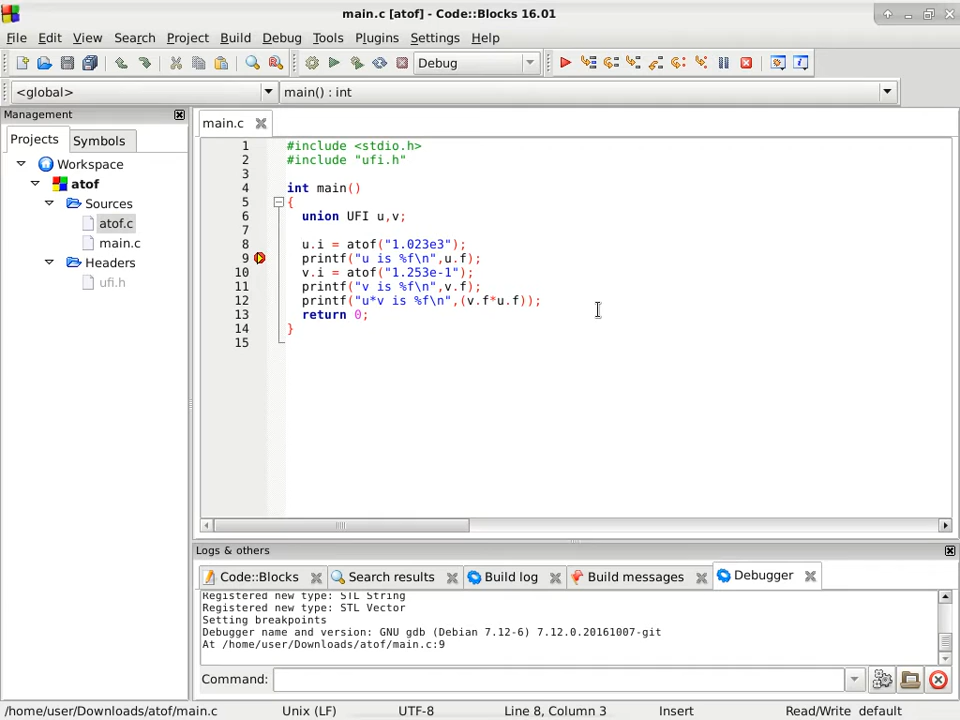 main.c [atof] - Code::Blocks 16.01
File Edit View Search Project Build Debug Tools Plugins Settings Help
Debug
<global> main() : int
Management
Projects Symbols
Workspace
atof
Sources
atof.c
main.c
Headers
ufi.h
main.c
1 #include <stdio.h>
2 #include "ufi.h"
3
4 int main()
5 {
6 union UFI u,v;
7
8 u.i = atof("1.023e3");
9 printf("u is %f\n",u.f);
10 v.i = atof("1.253e-1");
11 printf("v is %f\n",v.f);
12 printf("u*v is %f\n",(v.f*u.f));
13 return 0;
14 }
15
Logs & others
Code::Blocks Search results Build log Build messages Debugger
Registered new type: STL String
Registered new type: STL Vector
Setting breakpoints
Debugger name and version: GNU gdb (Debian 7.12-6) 7.12.0.20161007-git
At /home/user/Downloads/atof/main.c:9
Command:
/home/user/Downloads/atof/main.c Unix (LF) UTF-8 Line 8, Column 3 Insert Read/Write default